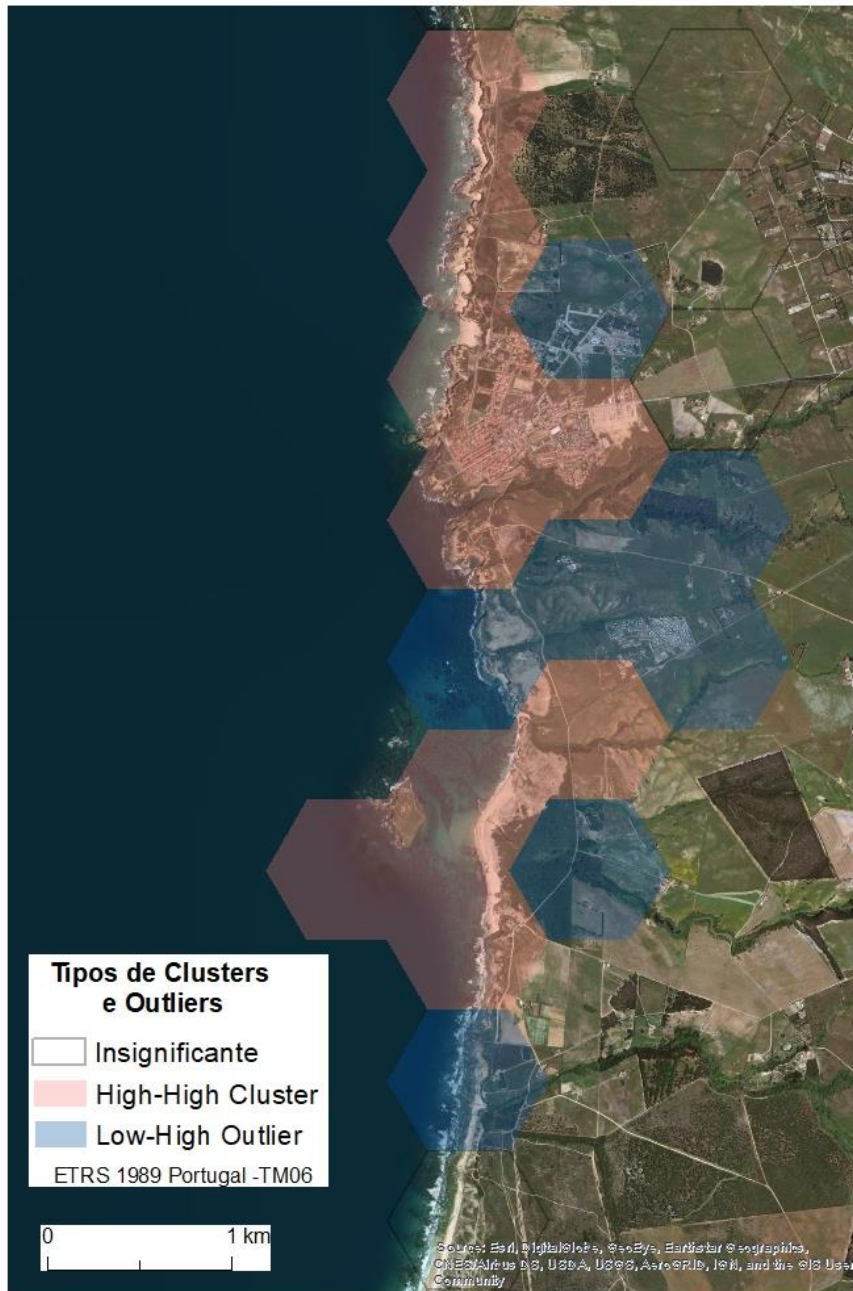 Tipos de Clusters
e Outliers
Insignificante
High-High Cluster
Low-High Outlier
ETRS 1989 Portugal -TM06
0 1 km
Source: Esri, DigitalGlobe, GeoEye, Earthstar Geographics,
CNES/Airbus DS, USDA, USGS, AeroGRID, IGN, and the GIS User
Community